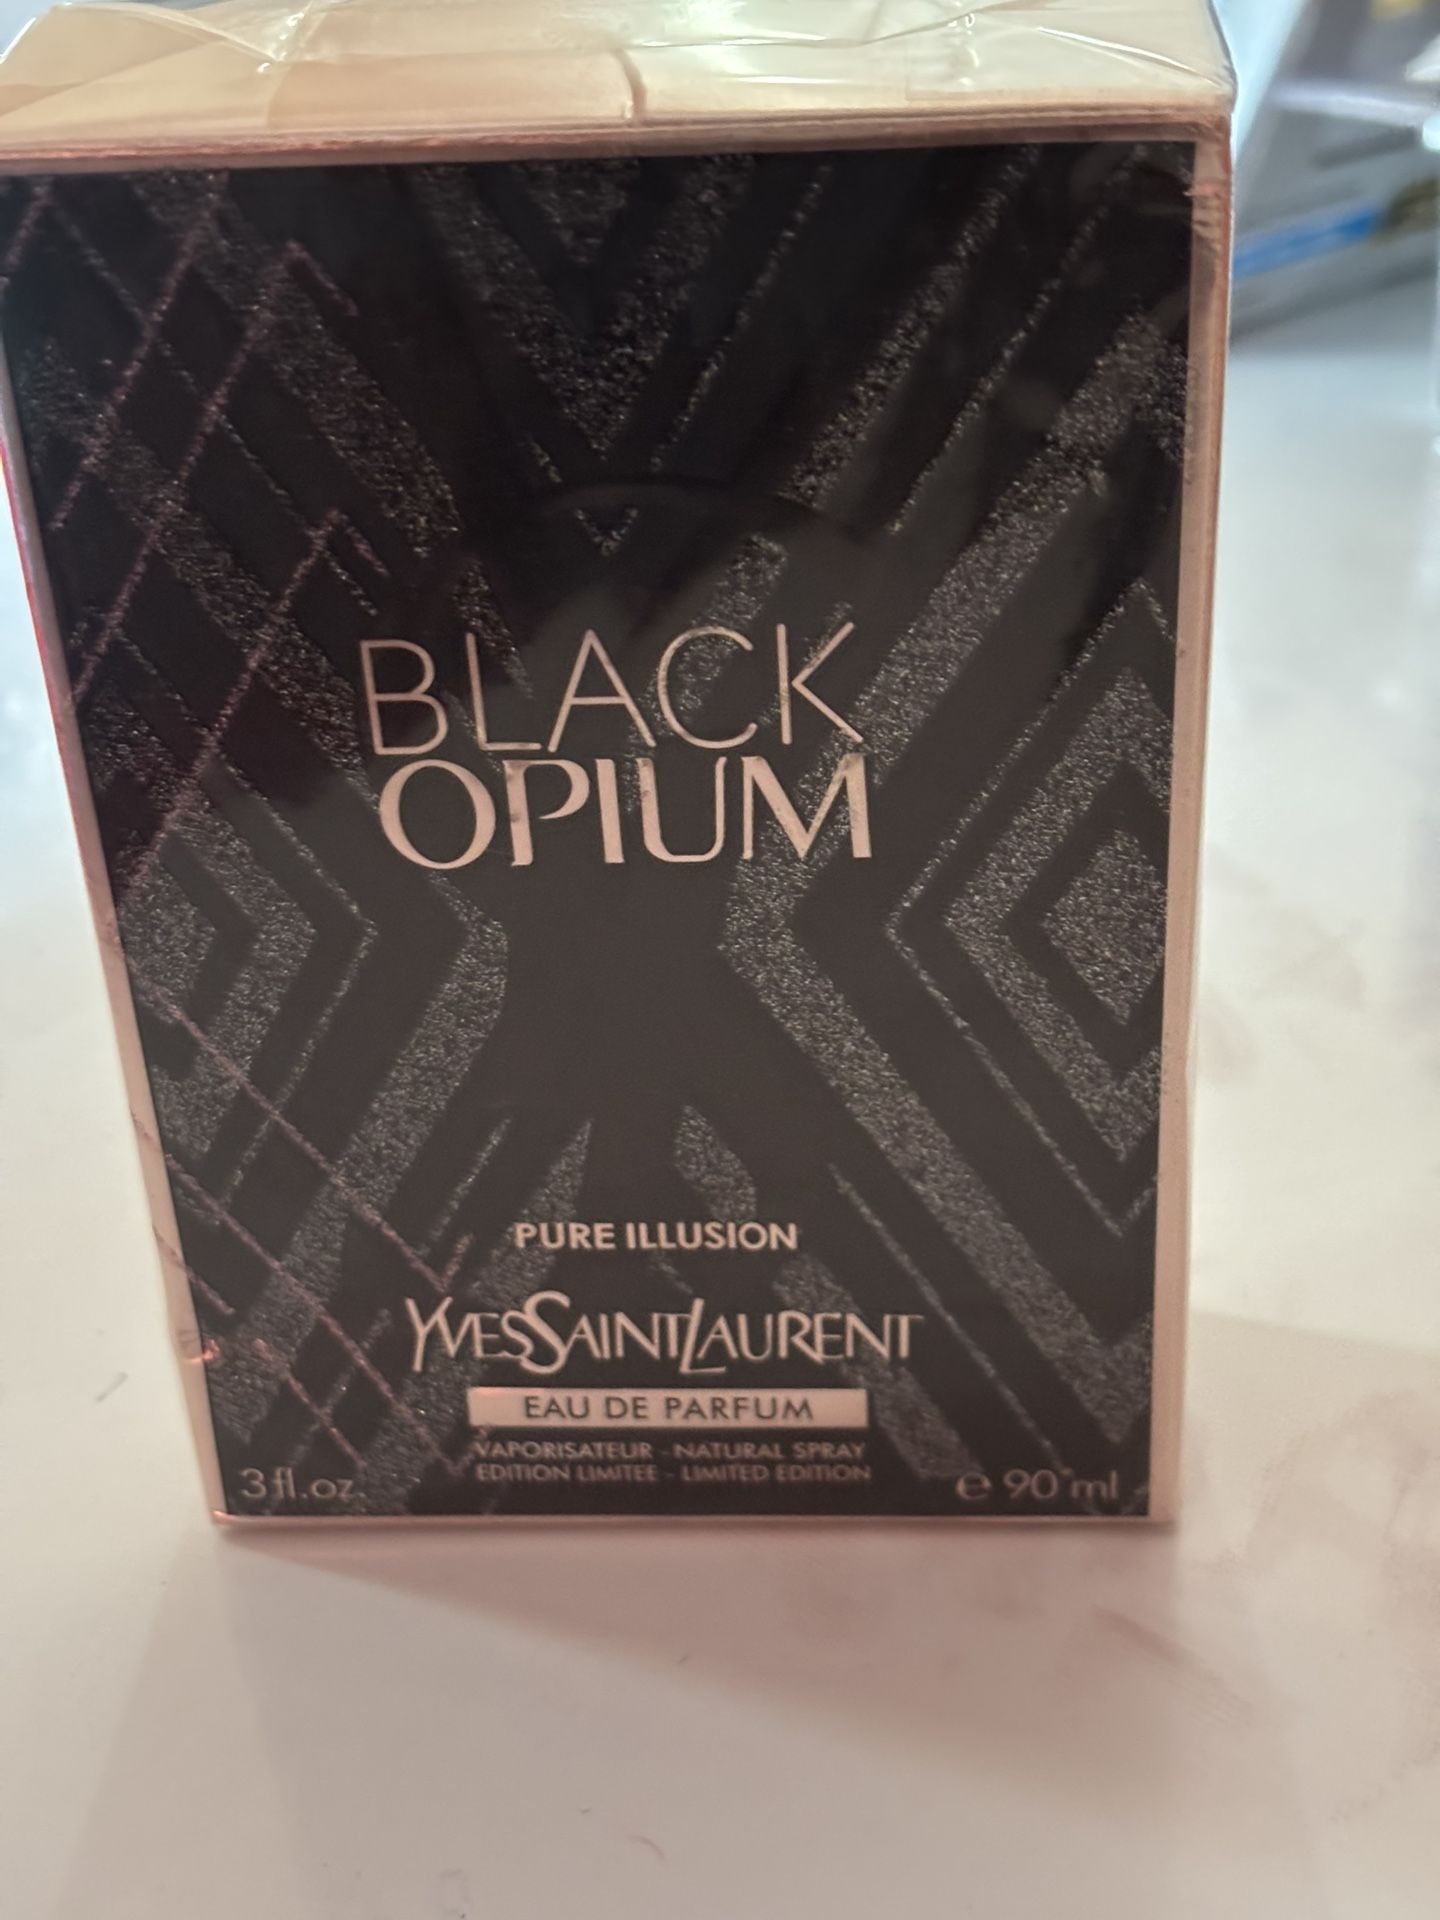 BLACK
OPIUM
PURE ILLUSION
YVESSAINTLAURENT
EAU DE PARFUM
VAPORISATEUR - NATURAL SPRAY
EDITION LIMITEE - LIMITED EDITION
3 fl.oz. e 90 ml